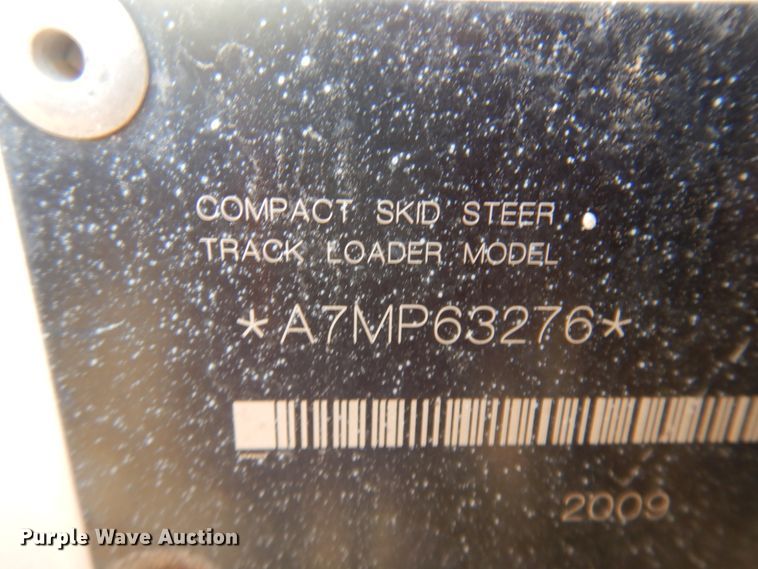 COMPACT SKID STEER
TRACK LOADER MODEL
*A7MP63276*
2009
Purple Wave Auction